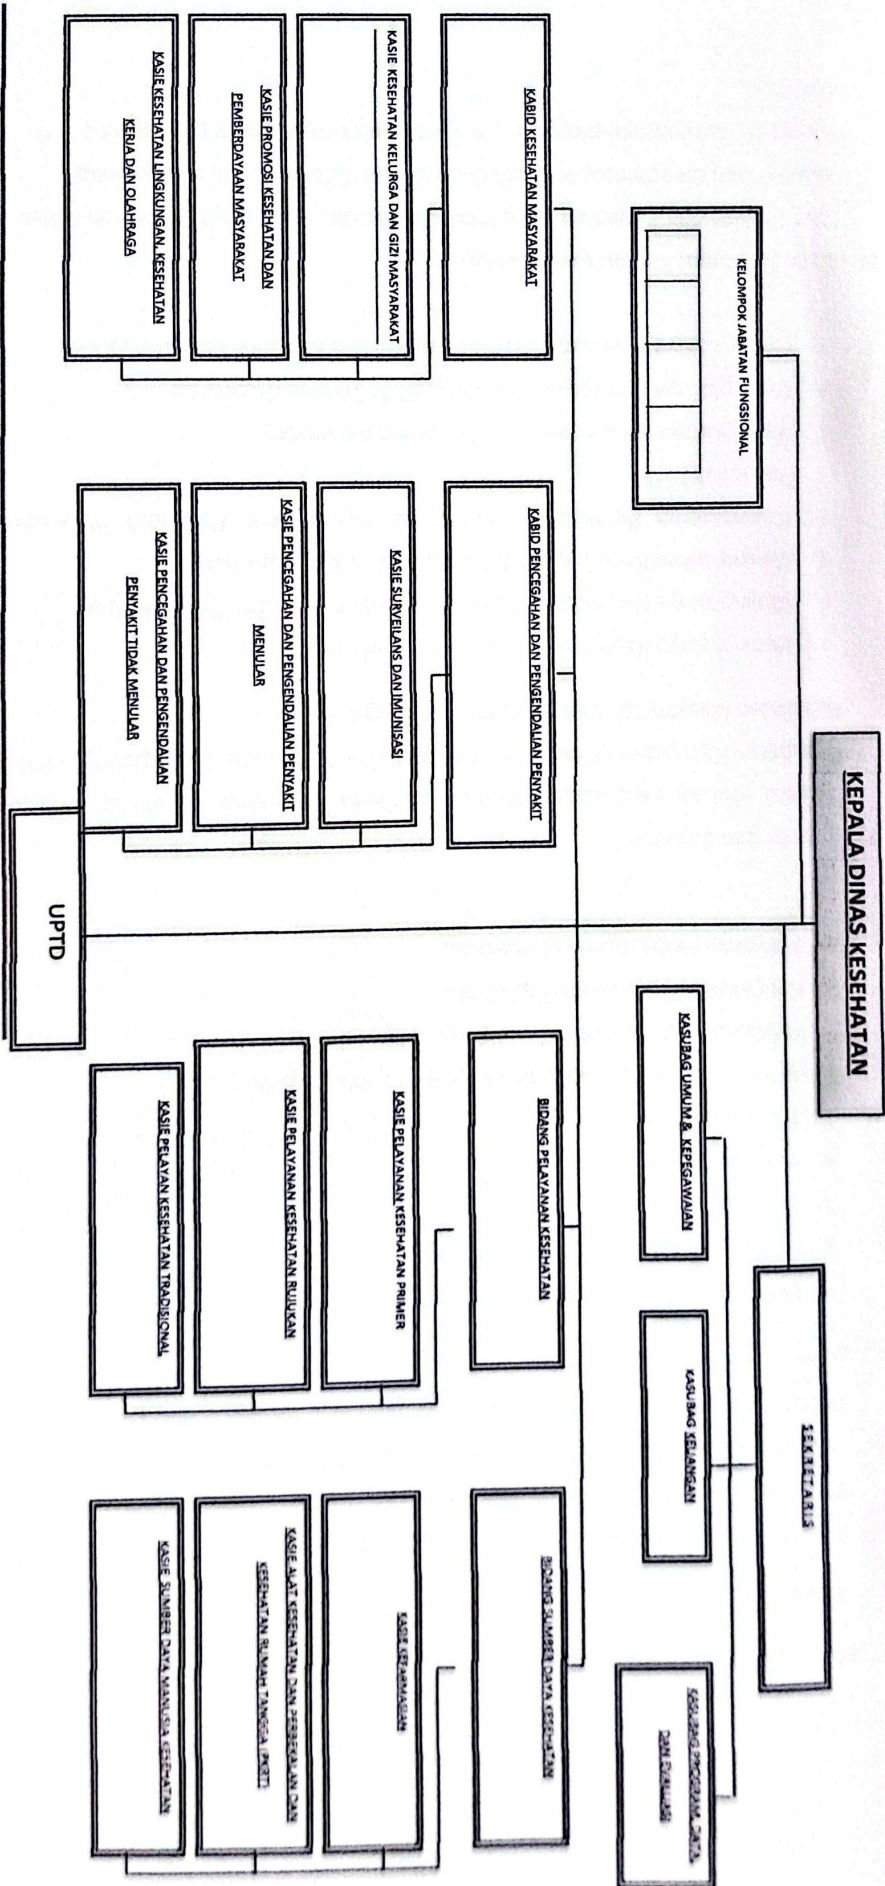 KEPALA DINAS KESEHATAN
KELOMPOK JABATAN FUNGSIONAL
SEKRETARIS
KASUBAG UMUM & KEPEGAWAIAN
KASUBAG KEUANGAN
KASUBAG PROGRAM, DATA,
DAN EVALUASI
KABID KESEHATAN MASYARAKAT
KASIE KESEHATAN KELURGA DAN GIZI MASYARAKAT
KASIE PROMOSI KESEHATAN DAN
PEMBERDAYAAN MASYARAKAT
KASIE KESEHATAN LINGKUNGAN, KESEHATAN
KERJA DAN OLAHRAGA
KABID PENCEGAHAN DAN PENGENDALIAN PENYAKIT
KASIE SURVEILANS DAN IMUNISASI
KASIE PENCEGAHAN DAN PENGENDALIAN PENYAKIT
MENULAR
KASIE PENCEGAHAN DAN PENGENDALIAN
PENYAKIT TIDAK MENULAR
BIDANG PELAYANAN KESEHATAN
KASIE PELAYANAN KESEHATAN PRIMER
KASIE PELAYANAN KESEHATAN RUJUKAN
KASIE PELAYAN KESEHATAN TRADISIONAL
BIDANG SUMBER DAYA KESEHATAN
KASIE KEFARMASIAN
KASIE ALAT KESEHATAN DAN PERBEKALAN DAN
KESEHATAN RUMAH TANGGA (PKRT)
KASIE SUMBER DAYA MANUSIA KESEHATAN
UPTD